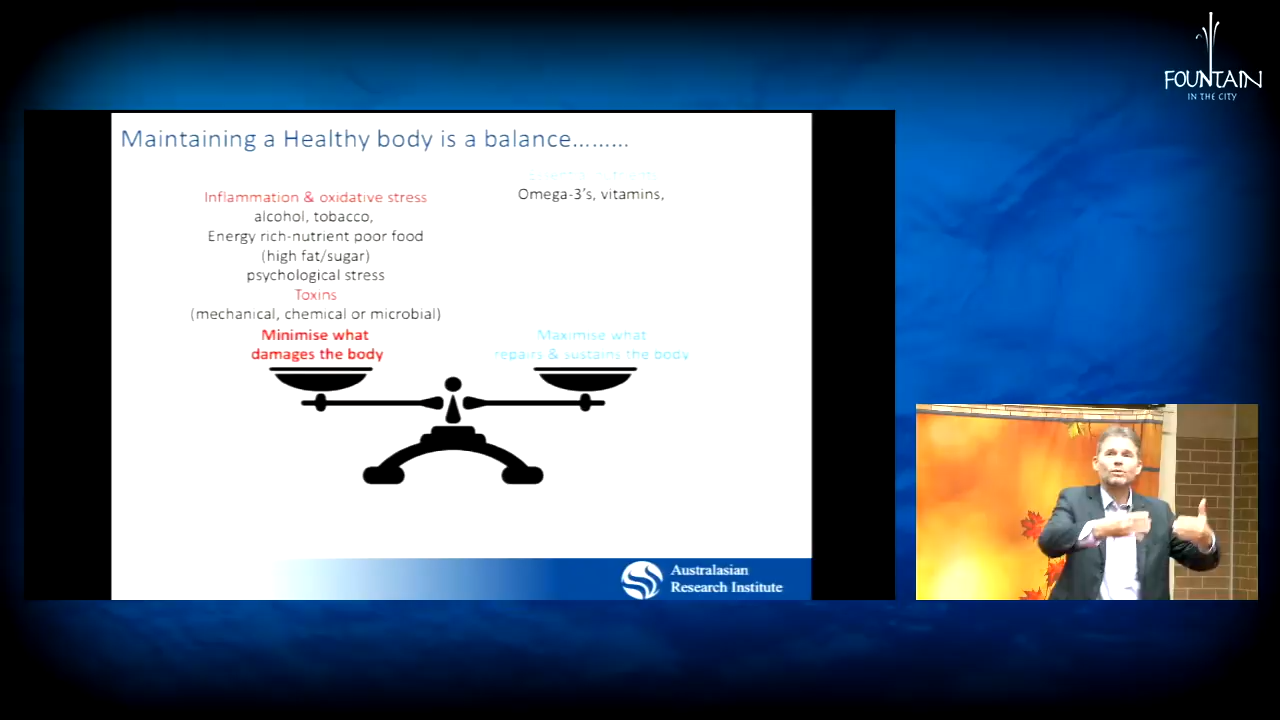 FOUNTAIN
IN THE CITY
Maintaining a Healthy body is a balance.........
Inflammation & oxidative stress
alcohol, tobacco,
Energy rich-nutrient poor food
(high fat/sugar)
psychological stress
Toxins
(mechanical, chemical or microbial)
Minimise what
damages the body
Essential nutrients
Omega-3's, vitamins,
Maximise what
repairs & sustains the body
Australasian
Research Institute